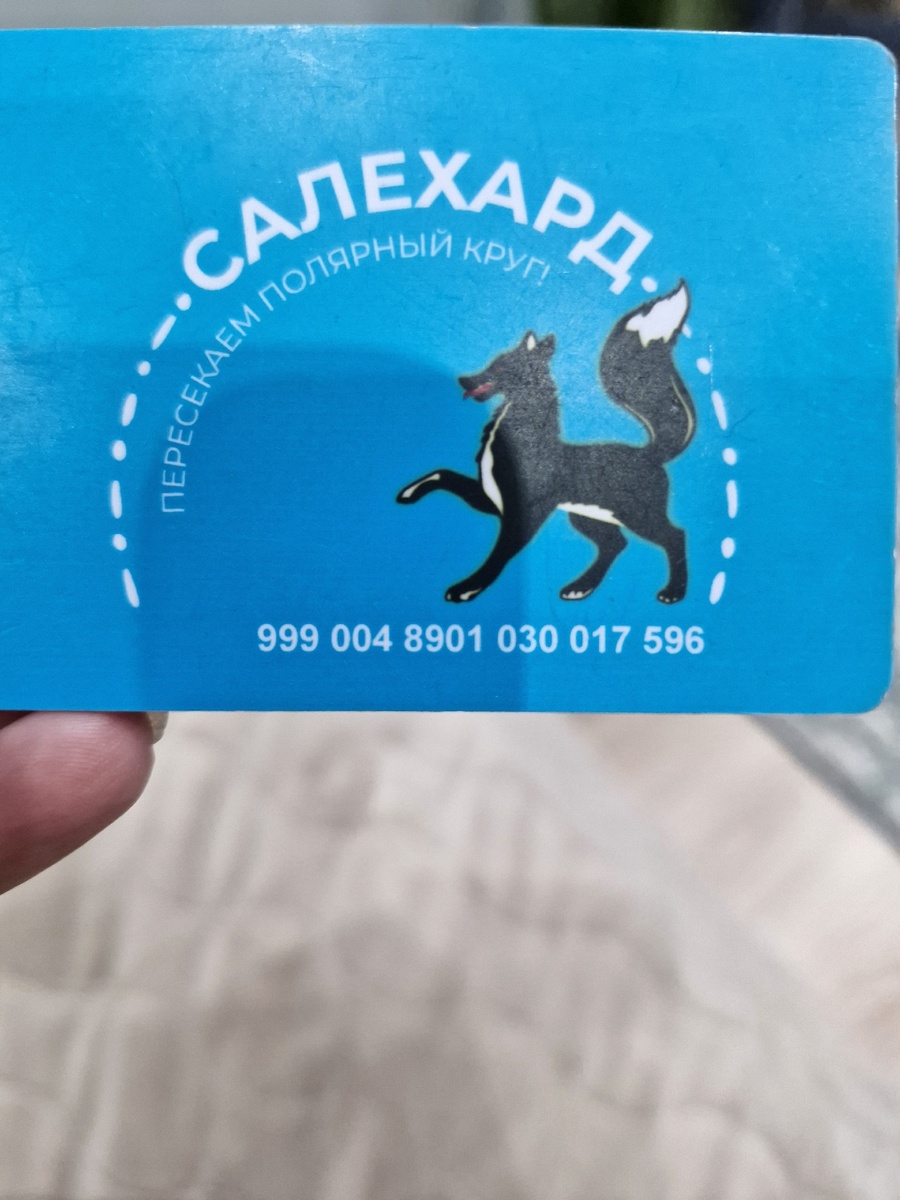 САЛЕХАРД
ПЕРЕСЕКАЕМ ПОЛЯРНЫЙ КРУГ!
999 004 8901 030 017 596